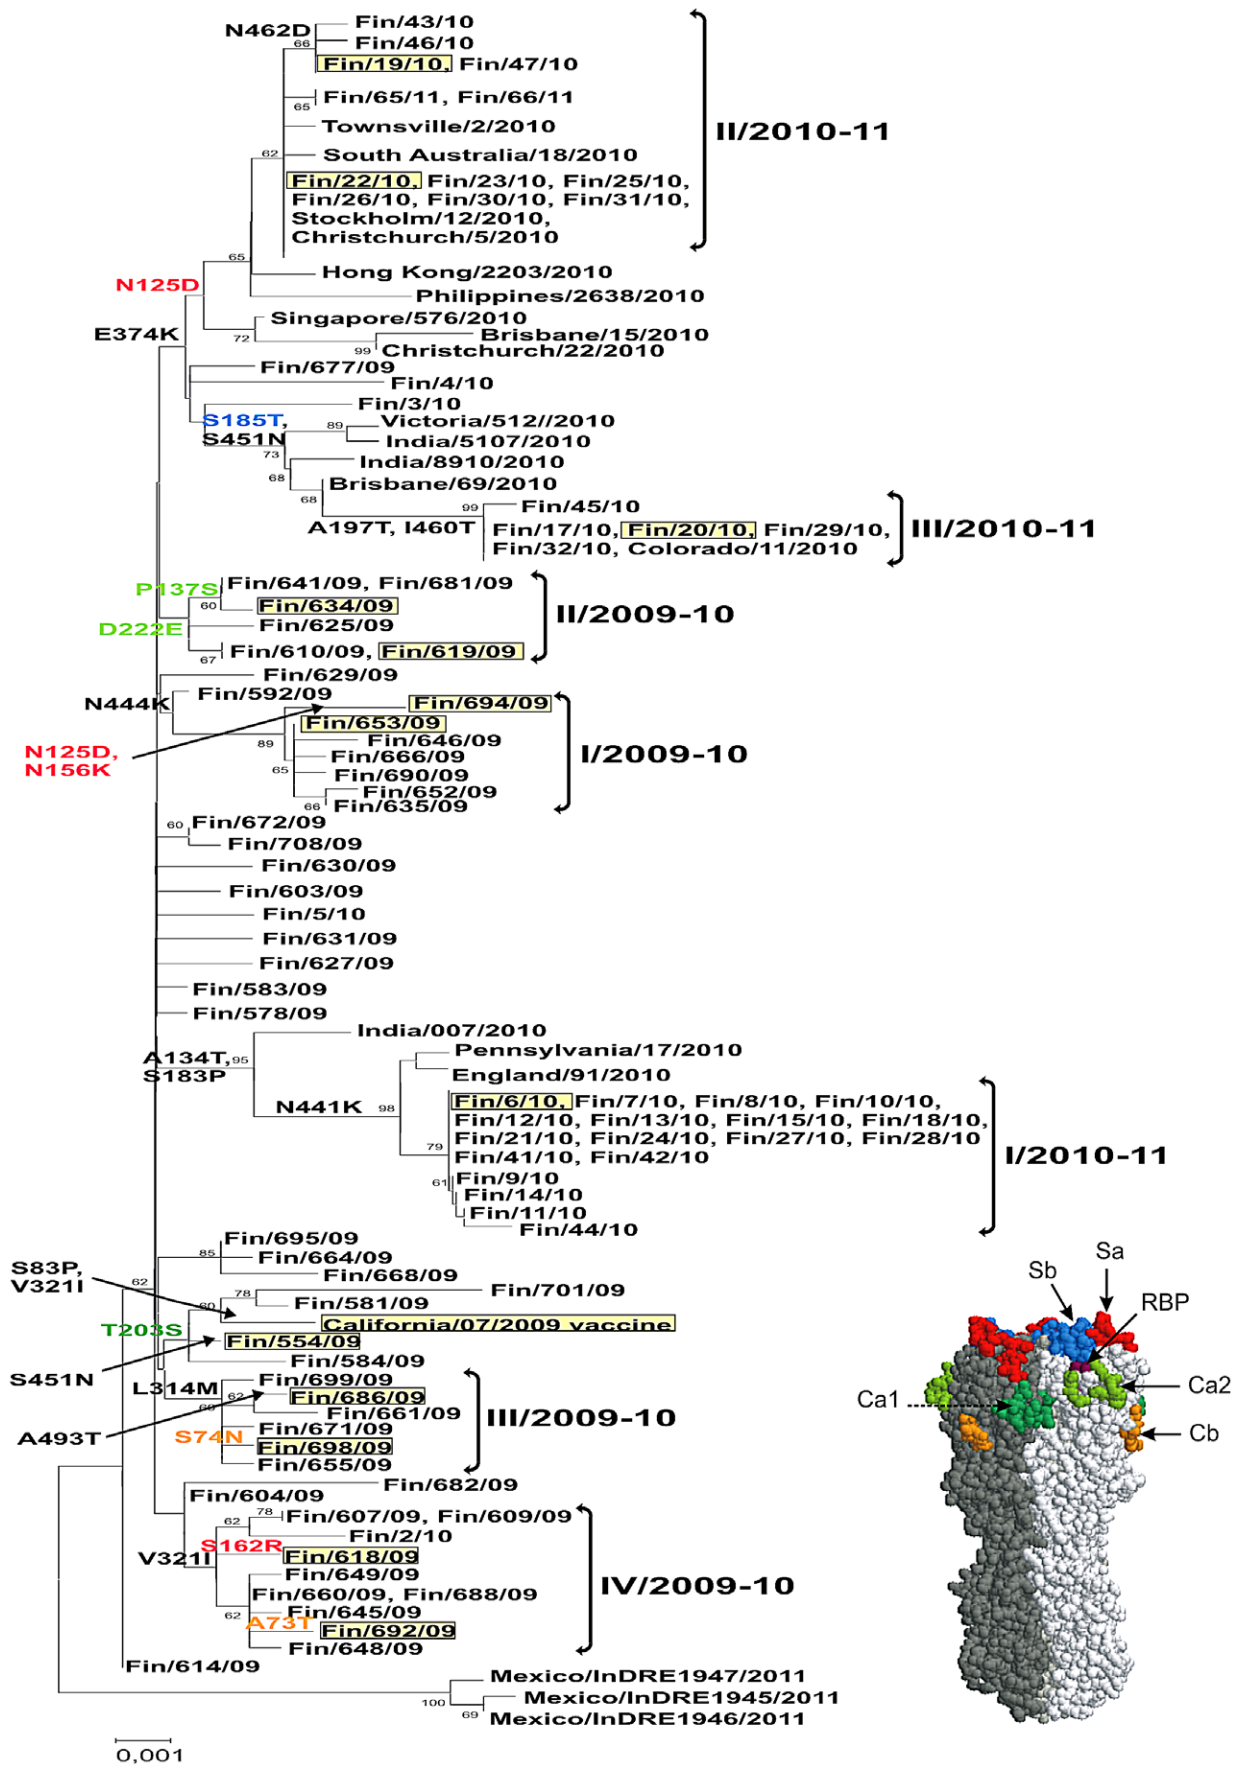 Fin/43/10
N462D
66
Fin/46/10
Fin/19/10, Fin/47/10
65
Fin/65/11, Fin/66/11
II/2010-11
Townsville/2/2010
62
South Australia/18/2010
Fin/22/10, Fin/23/10, Fin/25/10,
Fin/26/10, Fin/30/10, Fin/31/10,
Stockholm/12/2010,
Christchurch/5/2010
65
Hong Kong/2203/2010
N125D
Philippines/2638/2010
Singapore/576/2010
E374K
72
Brisbane/15/2010
99
Christchurch/22/2010
Fin/677/09
Fin/4/10
Fin/3/10
S185T,
89
Victoria/512//2010
S451N
India/5107/2010
73
India/8910/2010
68
Brisbane/69/2010
68
99
Fin/45/10
A197T, I460T
Fin/17/10, Fin/20/10, Fin/29/10,
III/2010-11
Fin/32/10, Colorado/11/2010
P137S
Fin/641/09, Fin/681/09
60
Fin/634/09
II/2009-10
D222E
Fin/625/09
67
Fin/610/09, Fin/619/09
Fin/629/09
N444K
Fin/592/09
Fin/694/09
Fin/653/09
89
Fin/646/09
N125D,
N156K
Fin/666/09
I/2009-10
65
Fin/690/09
Fin/652/09
66
Fin/635/09
60
Fin/672/09
Fin/708/09
Fin/630/09
Fin/603/09
Fin/5/10
Fin/631/09
Fin/627/09
Fin/583/09
Fin/578/09
India/007/2010
A134T,
95
S183P
Pennsylvania/17/2010
England/91/2010
N441K
98
Fin/6/10, Fin/7/10, Fin/8/10, Fin/10/10,
Fin/12/10, Fin/13/10, Fin/15/10, Fin/18/10,
Fin/21/10, Fin/24/10, Fin/27/10, Fin/28/10
79
Fin/41/10, Fin/42/10
I/2010-11
61
Fin/9/10
Fin/14/10
Fin/11/10
Fin/44/10
Fin/695/09
85
Fin/664/09
Fin/668/09
S83P,
V321I
62
78
Fin/701/09
60
Fin/581/09
California/07/2009 vaccine
T203S
Fin/554/09
Fin/584/09
S451N
L314M
Fin/699/09
62
Fin/686/09
66
Fin/661/09
III/2009-10
A493T
S74N
Fin/671/09
Fin/698/09
Fin/655/09
Fin/682/09
Fin/604/09
78
Fin/607/09, Fin/609/09
62
Fin/2/10
S162R
V321I
Fin/618/09
Fin/649/09
IV/2009-10
Fin/660/09, Fin/688/09
62
Fin/645/09
A73T
Fin/692/09
Fin/648/09
Fin/614/09
Mexico/InDRE1947/2011
100
Mexico/InDRE1945/2011
69
Mexico/InDRE1946/2011
0,001
Sa
Sb
RBP
Ca1
Ca2
Cb